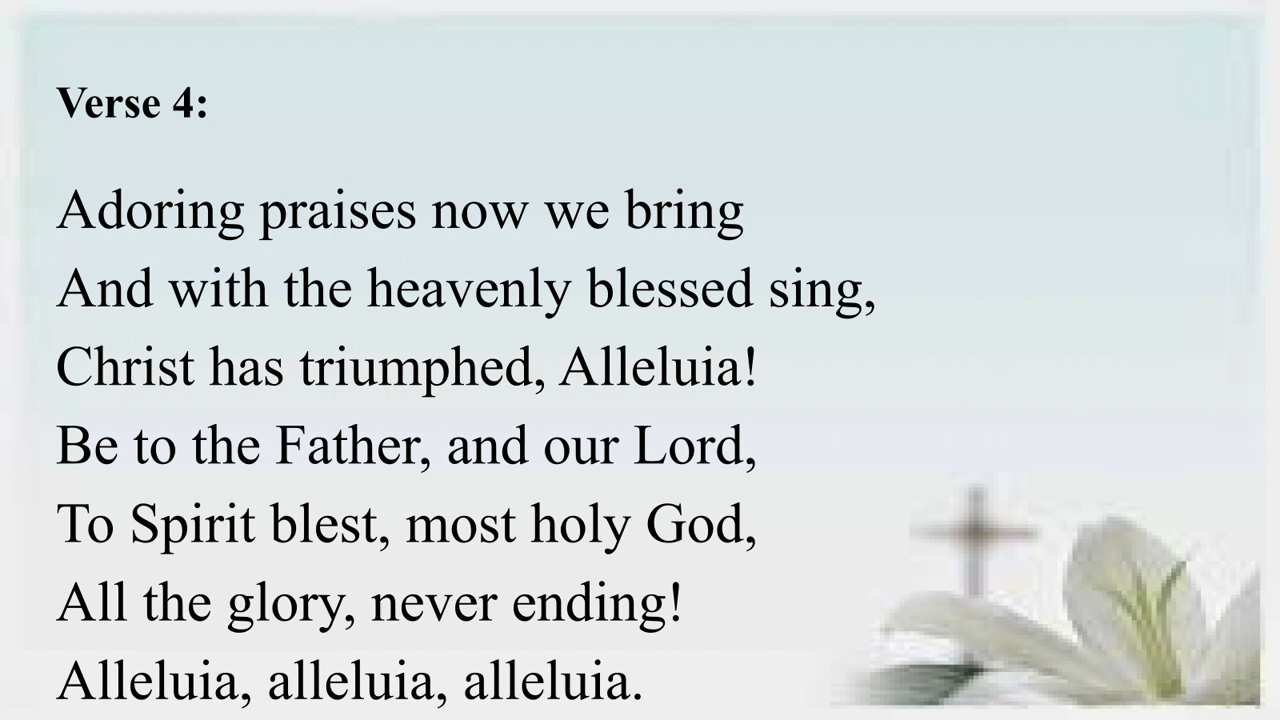 Verse 4:
Adoring praises now we bring
And with the heavenly blessed sing,
Christ has triumphed, Alleluia!
Be to the Father, and our Lord,
To Spirit blest, most holy God,
All the glory, never ending!
Alleluia, alleluia, alleluia.